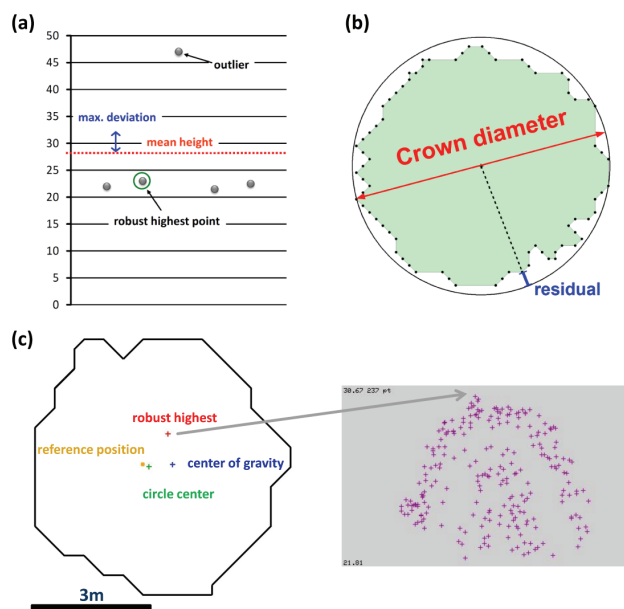 (a)
50
45
40
35
30
25
20
15
10
5
0
outlier
max. deviation
mean height
robust highest point
(b)
Crown diameter
residual
(c)
robust highest
reference position
center of gravity
circle center
3m
30.67 237 pt
21.81